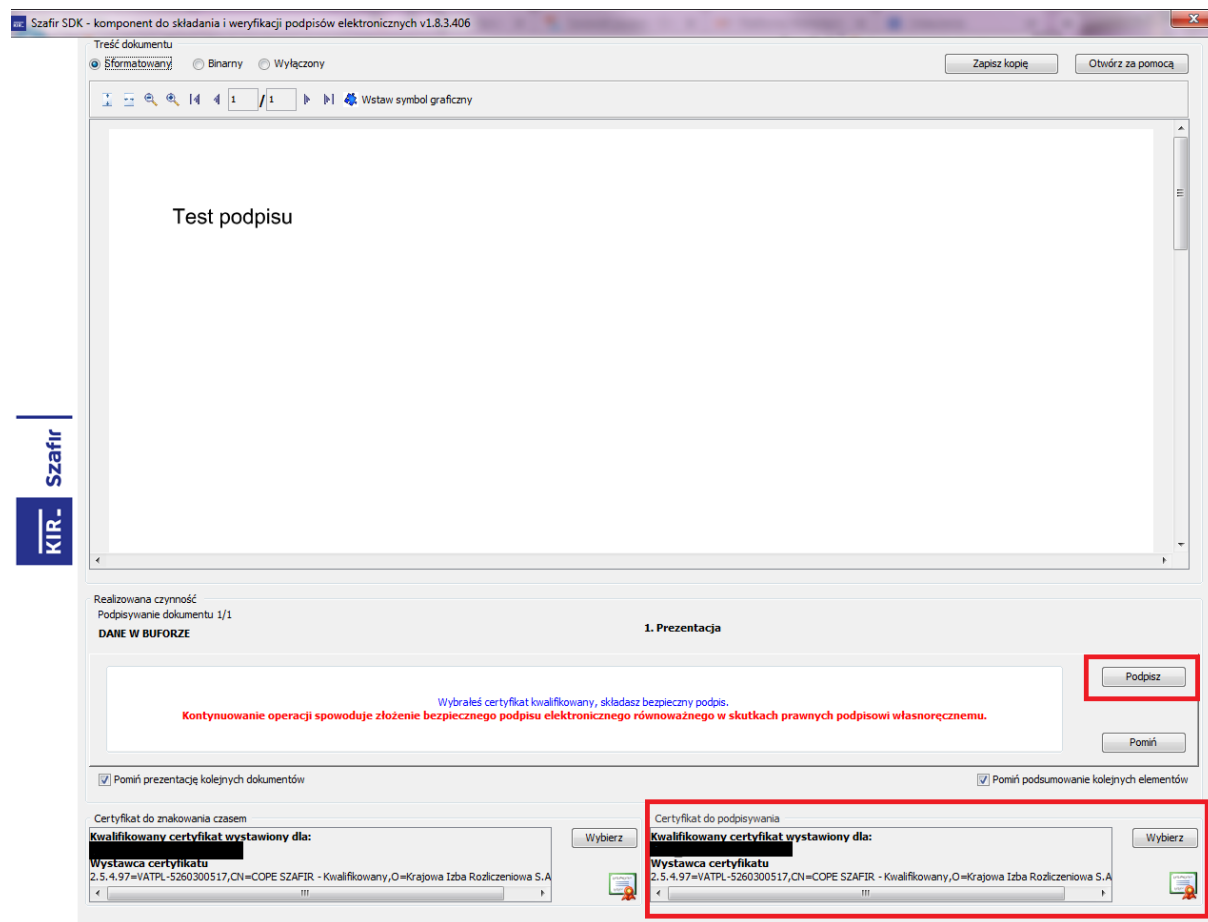 Szafir SDK - komponent do składania i weryfikacji podpisów elektronicznych v1.8.3.406
Treść dokumentu
Sformatowany Binarny Wyłączony Zapisz kopię Otwórz za pomocą
1 / 1 Wstaw symbol graficzny
Test podpisu
KIR Szafir
Realizowana czynność
Podpisywanie dokumentu 1/1
DANE W BUFORZE
1. Prezentacja
Wybrałeś certyfikat kwalifikowany, składasz bezpieczny podpis.
Kontynuowanie operacji spowoduje złożenie bezpiecznego podpisu elektronicznego równoważnego w skutkach prawnych podpisowi własnoręcznemu.
Podpisz
Pomiń
Pomiń prezentację kolejnych dokumentów
Pomiń podsumowanie kolejnych elementów
Certyfikat do znakowania czasem
Kwalifikowany certyfikat wystawiony dla:
Wystawca certyfikatu
2.5.4.97=VATPL-5260300517,CN=COPE SZAFIR - Kwalifikowany,O=Krajowa Izba Rozliczeniowa S.A
Wybierz
Certyfikat do podpisywania
Kwalifikowany certyfikat wystawiony dla:
Wystawca certyfikatu
2.5.4.97=VATPL-5260300517,CN=COPE SZAFIR - Kwalifikowany,O=Krajowa Izba Rozliczeniowa S.A
Wybierz